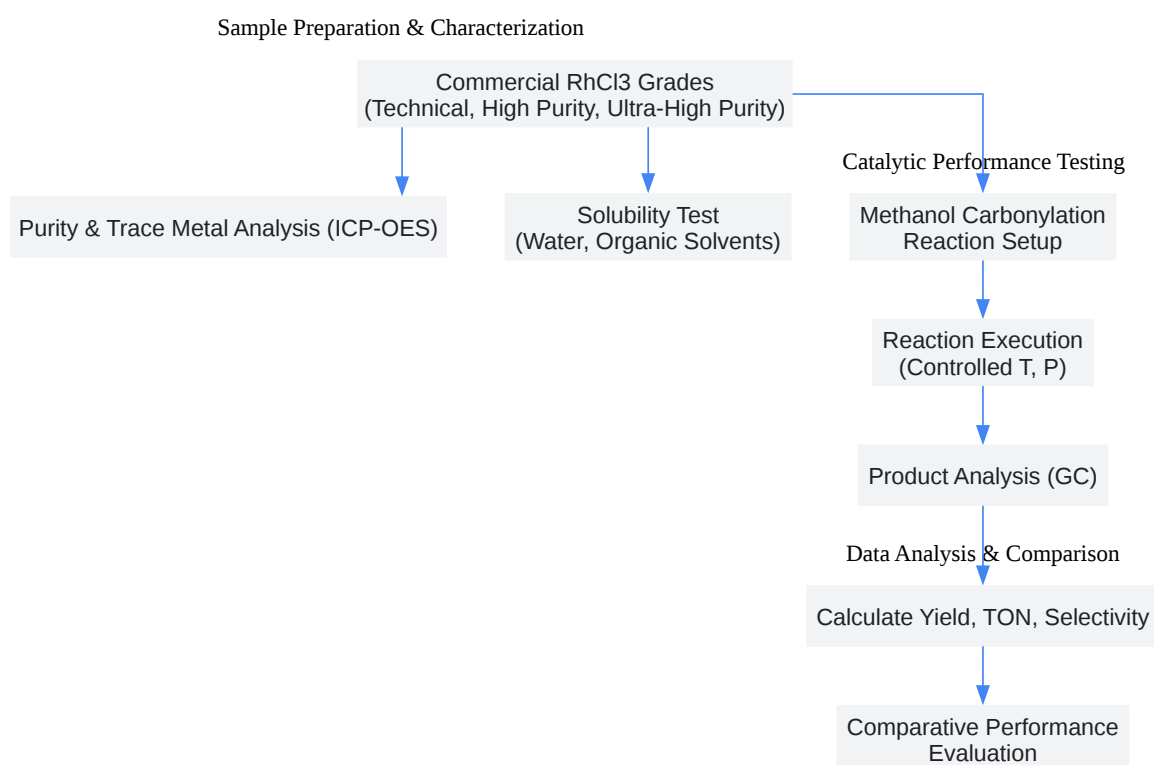 Sample Preparation & Characterization
Commercial RhCl3 Grades
(Technical, High Purity, Ultra-High Purity)
Purity & Trace Metal Analysis (ICP-OES)
Solubility Test
(Water, Organic Solvents)
Catalytic Performance Testing
Methanol Carbonylation
Reaction Setup
Reaction Execution
(Controlled T, P)
Product Analysis (GC)
Data Analysis & Comparison
Calculate Yield, TON, Selectivity
Comparative Performance
Evaluation